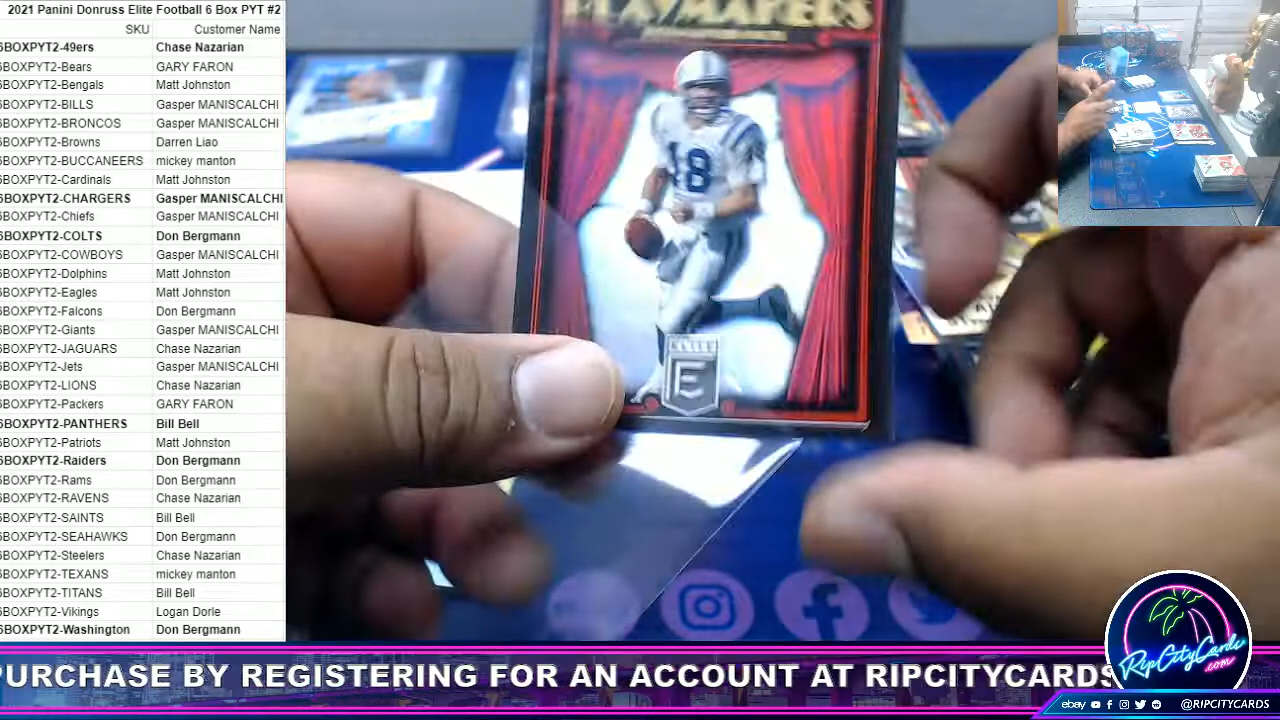 2021 Panini Donruss Elite Football 6 Box PYT #2
SKU Customer Name
6BOXPYT2-49ers Chase Nazarian
6BOXPYT2-Bears GARY FARON
6BOXPYT2-Bengals Matt Johnston
6BOXPYT2-BILLS Gasper MANISCALCHI
6BOXPYT2-BRONCOS Gasper MANISCALCHI
6BOXPYT2-Browns Darren Liao
6BOXPYT2-BUCCANEERS mickey manton
6BOXPYT2-Cardinals Matt Johnston
6BOXPYT2-CHARGERS Gasper MANISCALCHI
6BOXPYT2-Chiefs Gasper MANISCALCHI
6BOXPYT2-COLTS Don Bergmann
6BOXPYT2-COWBOYS Gasper MANISCALCHI
6BOXPYT2-Dolphins Matt Johnston
6BOXPYT2-Eagles Matt Johnston
6BOXPYT2-Falcons Don Bergmann
6BOXPYT2-Giants Gasper MANISCALCHI
6BOXPYT2-JAGUARS Chase Nazarian
6BOXPYT2-Jets Gasper MANISCALCHI
6BOXPYT2-LIONS Chase Nazarian
6BOXPYT2-Packers GARY FARON
6BOXPYT2-PANTHERS Bill Bell
6BOXPYT2-Patriots Matt Johnston
6BOXPYT2-Raiders Don Bergmann
6BOXPYT2-Rams Don Bergmann
6BOXPYT2-RAVENS Chase Nazarian
6BOXPYT2-SAINTS Bill Bell
6BOXPYT2-SEAHAWKS Don Bergmann
6BOXPYT2-Steelers Chase Nazarian
6BOXPYT2-TEXANS mickey manton
6BOXPYT2-TITANS Bill Bell
6BOXPYT2-Vikings Logan Dorie
6BOXPYT2-Washington Don Bergmann
PLAYMAKERS
18
E
PURCHASE BY REGISTERING FOR AN ACCOUNT AT RIPCITYCARDS
RipCityCards
.com
ebay @RIPCITYCARDS